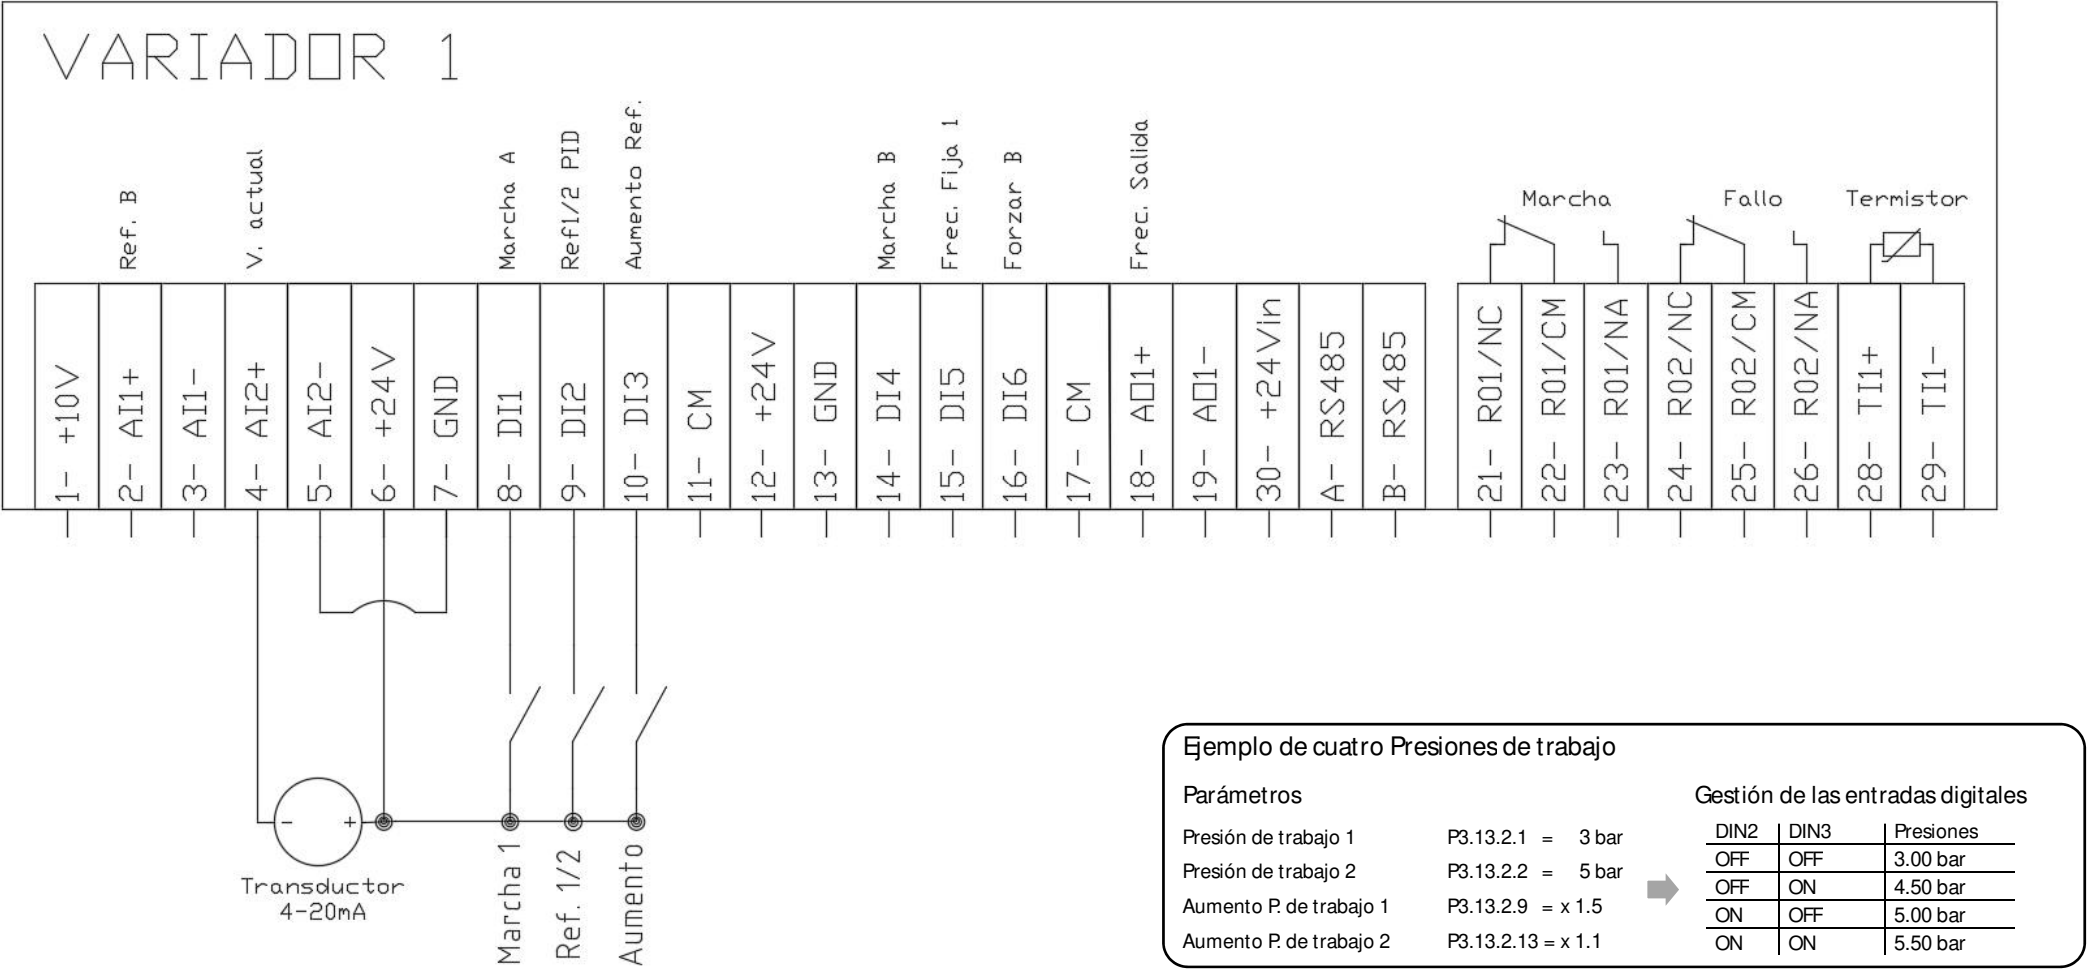 VARIADOR 1
Ref. B
V. actual
Marcha A
Ref1/2 PID
Aumento Ref.
Marcha B
Frec. Fija 1
Forzar B
Frec. Salida
Marcha
Fallo
Termistor
1- +10V
2- AI1+
3- AI1-
4- AI2+
5- AI2-
6- +24V
7- GND
8- DI1
9- DI2
10- DI3
11- CM
12- +24V
13- GND
14- DI4
15- DI5
16- DI6
17- CM
18- AO1+
19- AO1-
30- +24Vin
A- RS485
B- RS485
21- R01/NC
22- R01/CM
23- R01/NA
24- R02/NC
25- R02/CM
26- R02/NA
28- TI1+
29- TI1-
- +
Transductor
4-20mA
Marcha 1
Ref. 1/2
Aumento
Ejemplo de cuatro Presiones de trabajo
Parámetros
Presión de trabajo 1 P3.13.2.1 = 3 bar
Presión de trabajo 2 P3.13.2.2 = 5 bar
Aumento P. de trabajo 1 P3.13.2.9 = x 1.5
Aumento P. de trabajo 2 P3.13.2.13 = x 1.1
Gestión de las entradas digitales
DIN2 DIN3 Presiones
OFF OFF 3.00 bar
OFF ON 4.50 bar
ON OFF 5.00 bar
ON ON 5.50 bar